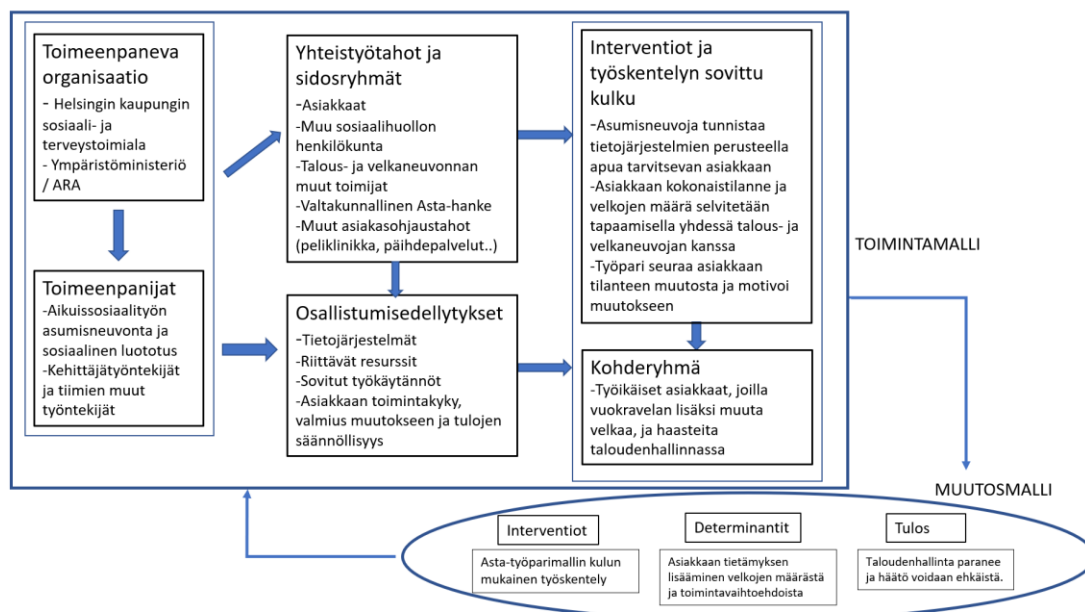 Toimeenpaneva
organisaatio
- Helsingin kaupungin
sosiaali- ja
terveystoimiala
- Ympäristöministeriö
/ ARA
Toimeenpanijat
-Aikuissosiaalityön
asumisneuvonta ja
sosiaalinen luototus
-Kehittäjätyöntekijät
ja tiimien muut
työntekijät
Yhteistyötahot ja
sidosryhmät
-Asiakkaat
-Muu sosiaalihuollon
henkilökunta
-Talous- ja velkaneuvonnan
muut toimijat
-Valtakunnallinen Asta-hanke
-Muut asiakasohjaustahot
(peliklinikka, päihdepalvelut..)
Osallistumisedellytykset
-Tietojärjestelmät
-Riittävät resurssit
-Sovitut työkäytännöt
-Asiakkaan toimintakyky,
valmius muutokseen ja tulojen
säännöllisyys
Interventiot ja
työskentelyn sovittu
kulku
-Asumisneuvoja tunnistaa
tietojärjestelmien perusteella
apua tarvitsevan asiakkaan
-Asiakkaan kokonaistilanne ja
velkojen määrä selvitetään
tapaamisella yhdessä talous- ja
velkaneuvojan kanssa
-Työpari seuraa asiakkaan
tilanteen muutosta ja motivoi
muutokseen
Kohderyhmä
-Työikäiset asiakkaat, joilla
vuokravelan lisäksi muuta
velkaa, ja haasteita
taloudenhallinnassa
TOIMINTAMALLI
MUUTOSMALLI
Interventiot
Asta-työparimallin kulun
mukainen työskentely
Determinantit
Asiakkaan tietämyksen
lisääminen velkojen määrästä
ja toimintavaihtoehdoista
Tulos
Taloudenhallinta paranee
ja häätö voidaan ehkäistä.